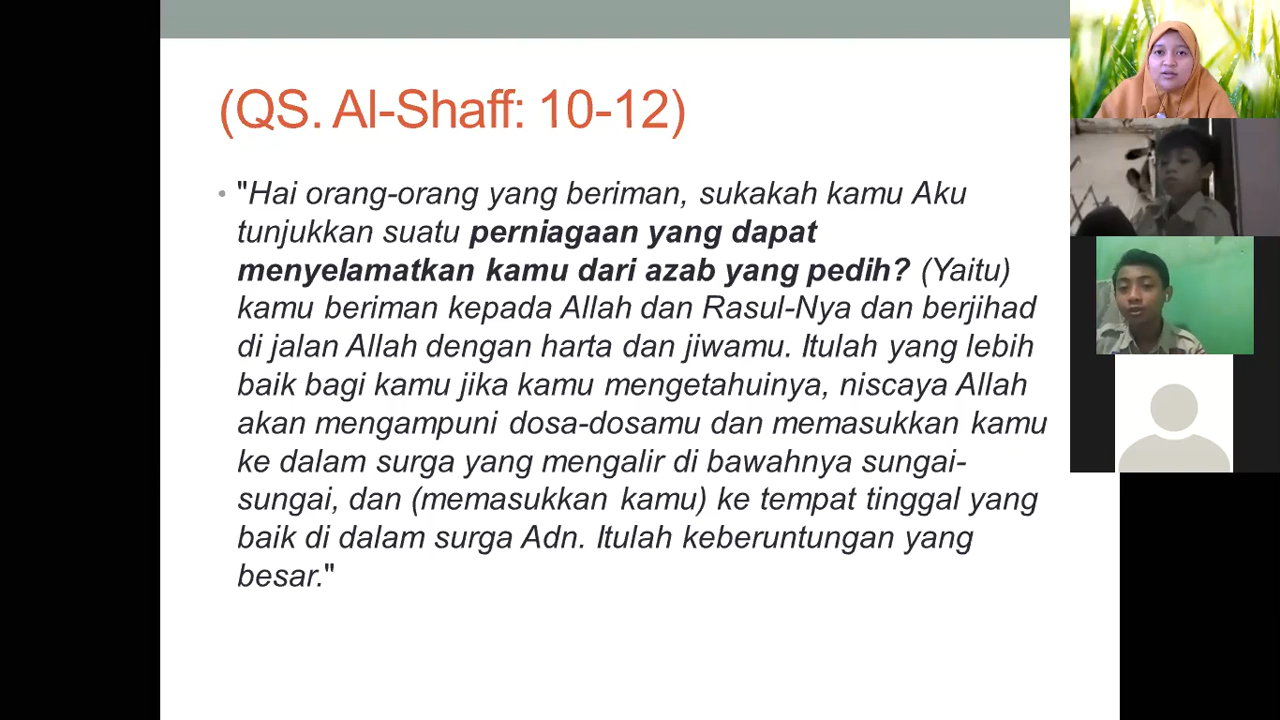 (QS. Al-Shaff: 10-12)
• "Hai orang-orang yang beriman, sukakah kamu Aku
tunjukkan suatu perniagaan yang dapat
menyelamatkan kamu dari azab yang pedih? (Yaitu)
kamu beriman kepada Allah dan Rasul-Nya dan berjihad
di jalan Allah dengan harta dan jiwamu. Itulah yang lebih
baik bagi kamu jika kamu mengetahuinya, niscaya Allah
akan mengampuni dosa-dosamu dan memasukkan kamu
ke dalam surga yang mengalir di bawahnya sungai-
sungai, dan (memasukkan kamu) ke tempat tinggal yang
baik di dalam surga Adn. Itulah keberuntungan yang
besar."